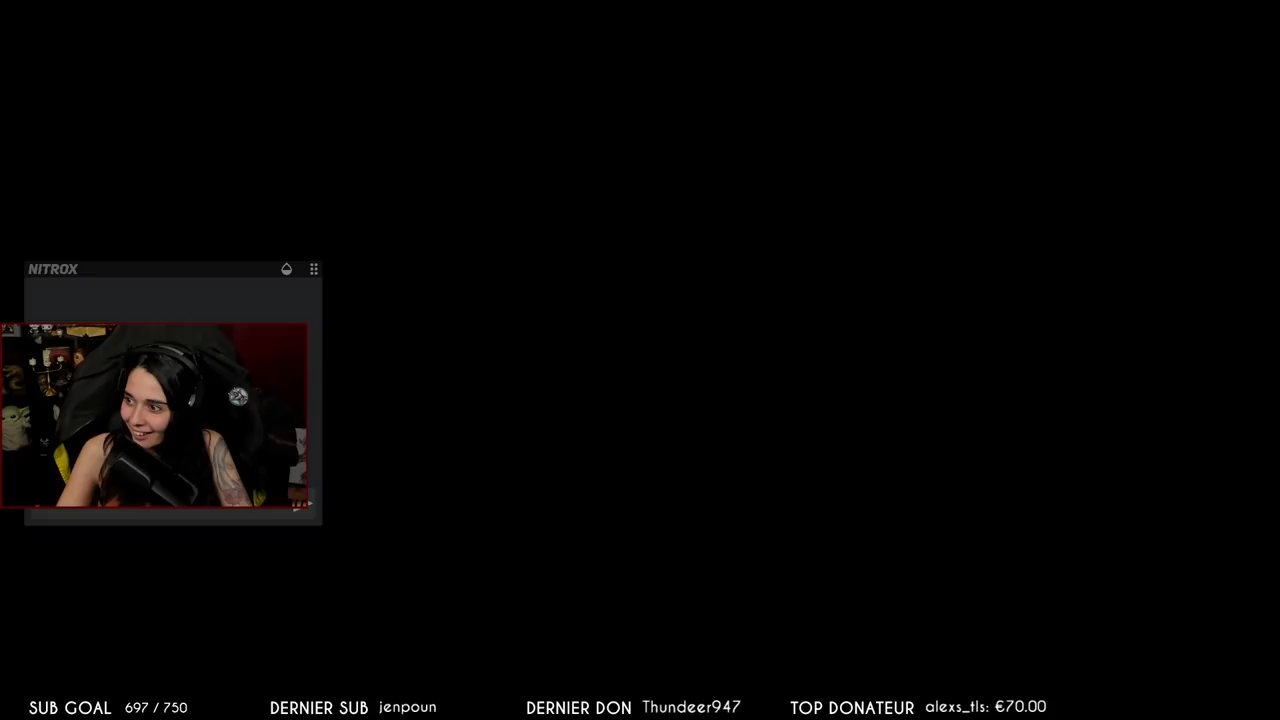 NITROX
SUB GOAL 697 / 750 DERNIER SUB jenpoun DERNIER DON Thundeer947 TOP DONATEUR alexs_tls: €70.00